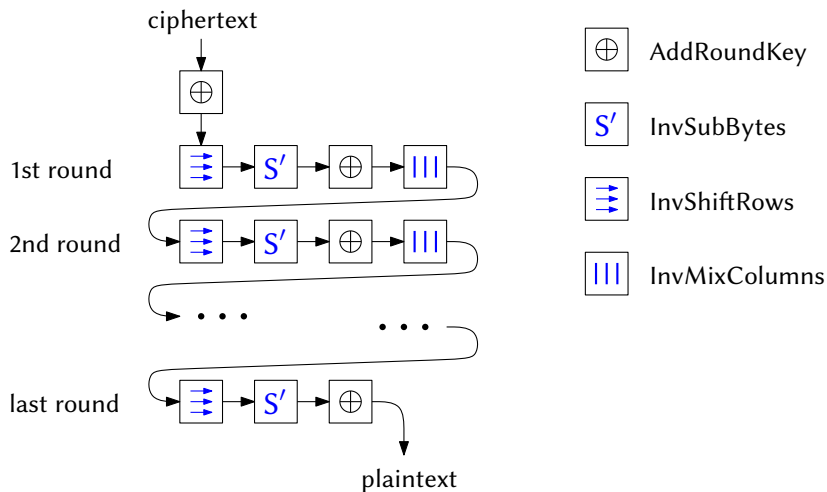 ciphertext
⊕ AddRoundKey
⊕
S′ InvSubBytes
1st round S′ ⊕
InvShiftRows
2nd round S′ ⊕
InvMixColumns
• • • • • •
last round S′ ⊕
plaintext